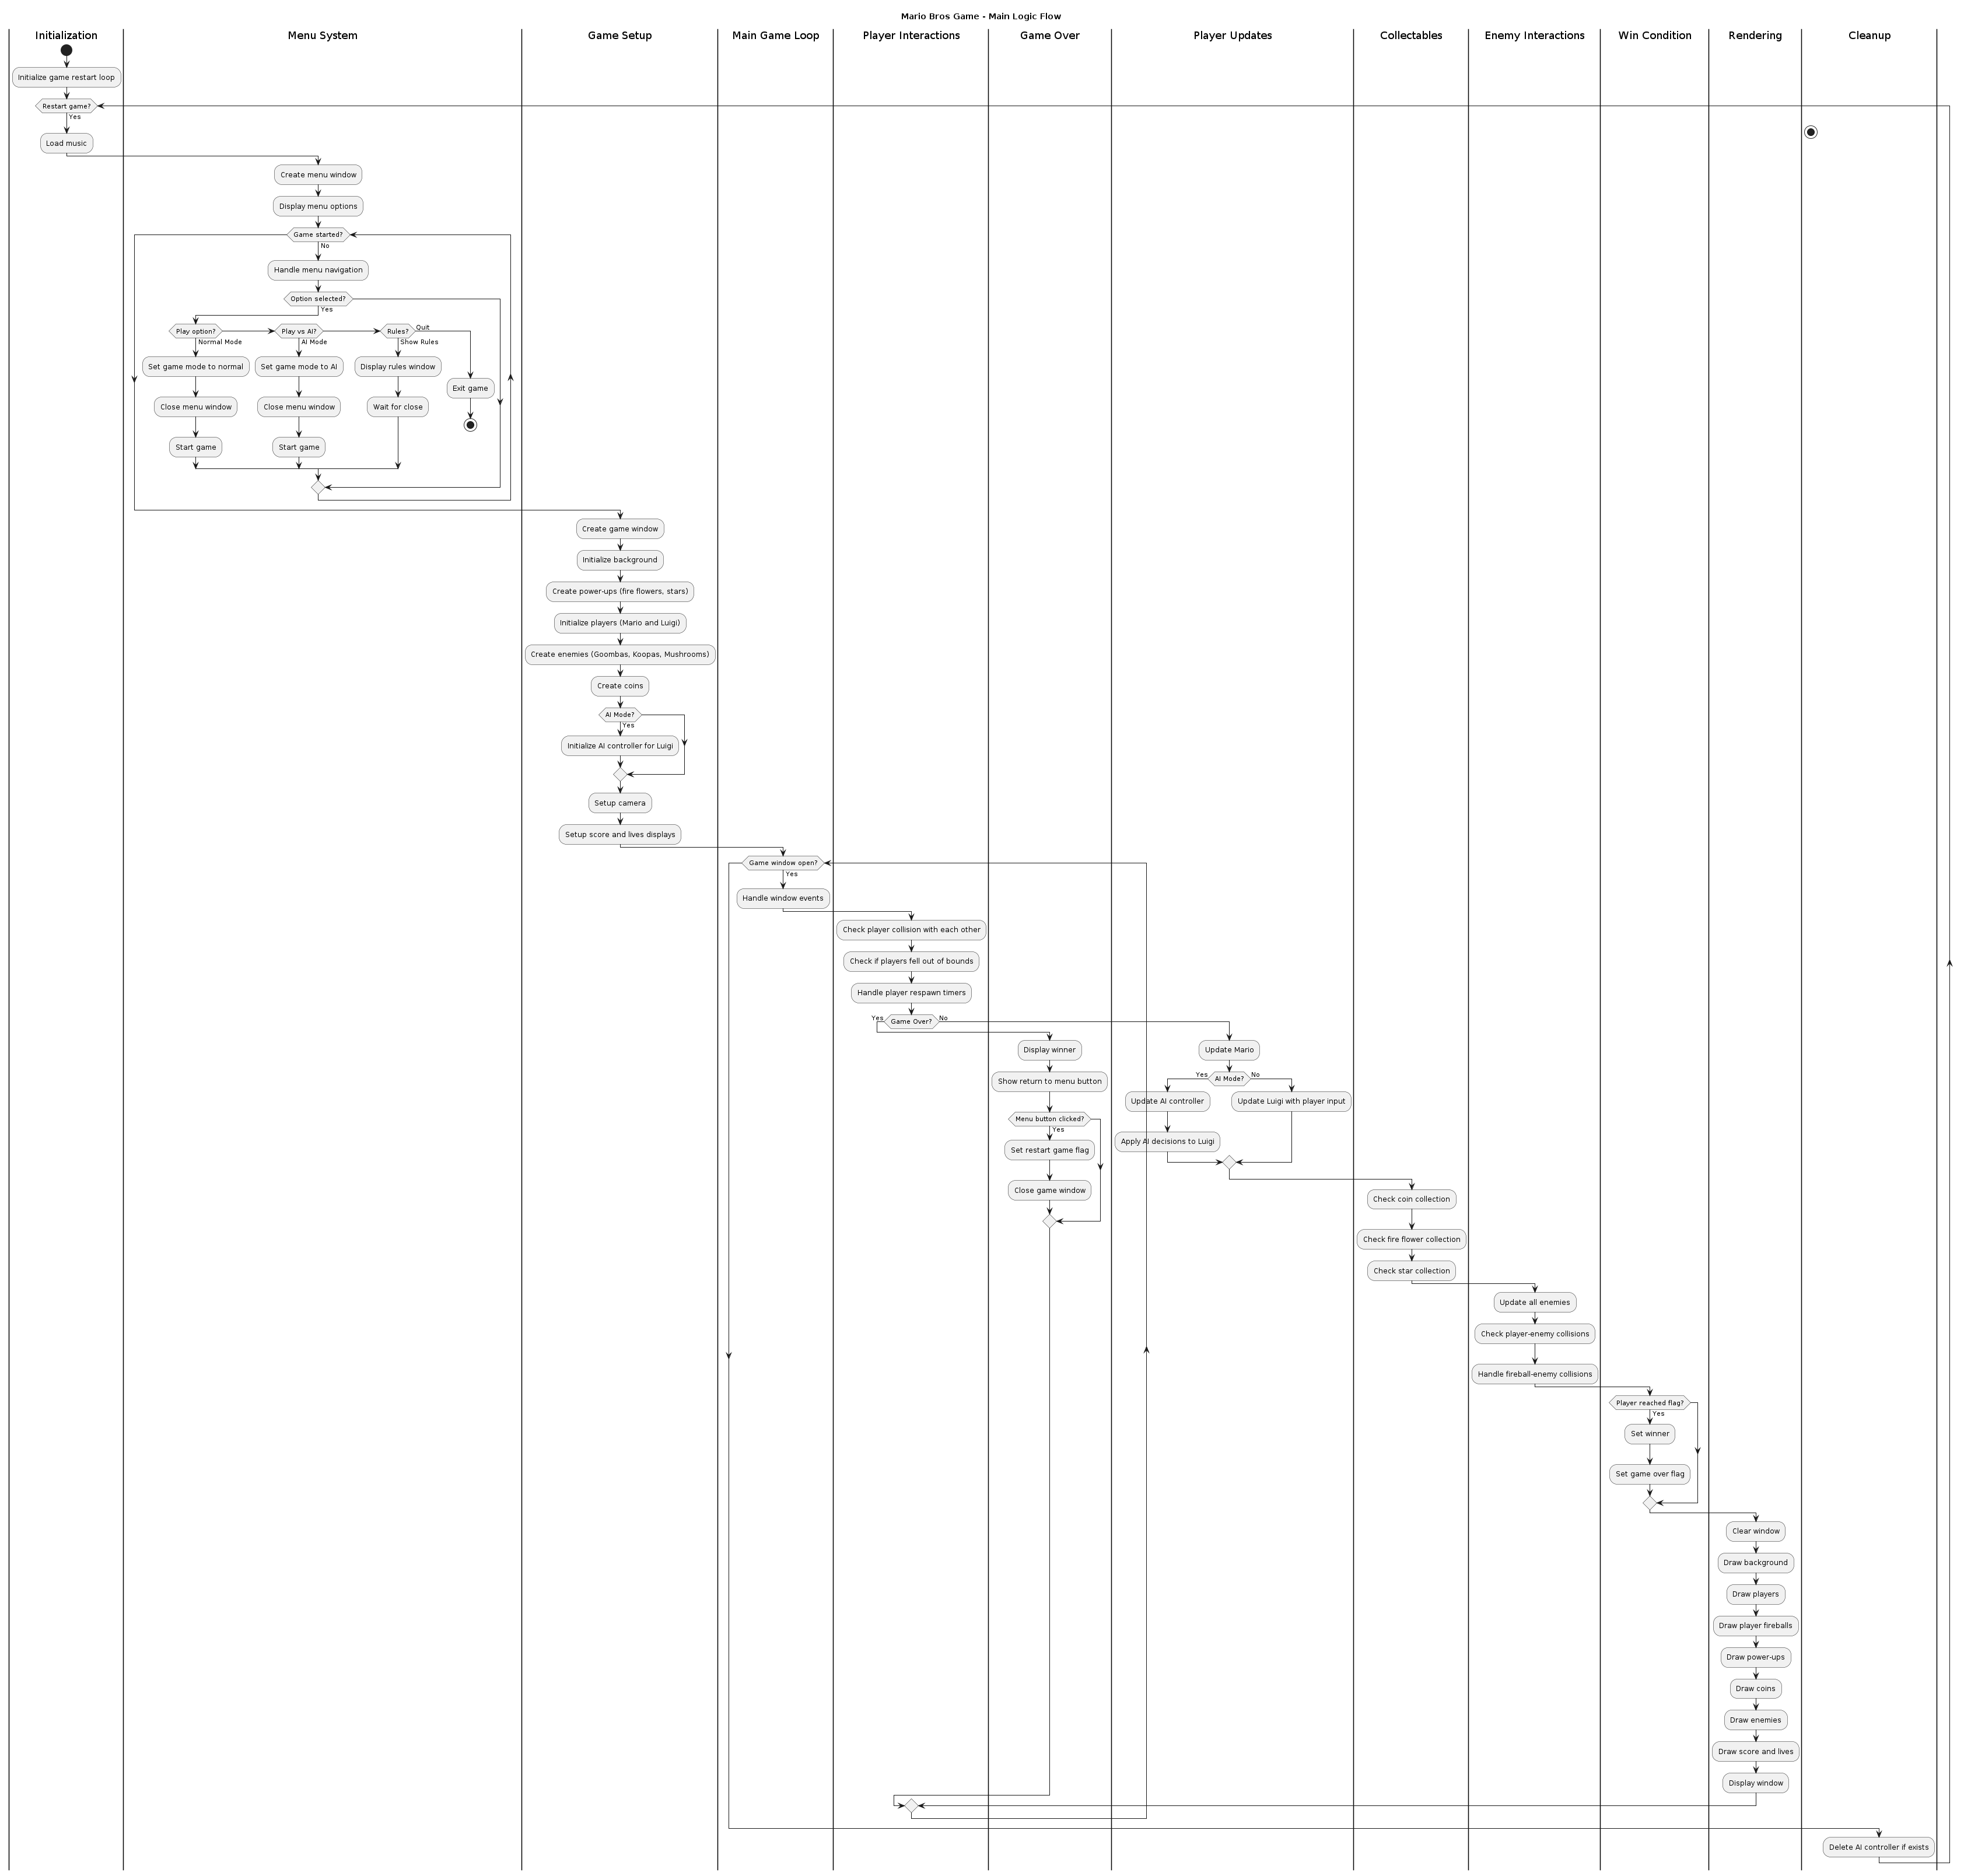 Mario Bros Game - Main Logic Flow
Initialization
Menu System
Game Setup
Main Game Loop
Player Interactions
Game Over
Player Updates
Collectables
Enemy Interactions
Win Condition
Rendering
Cleanup
Initialize game restart loop
Restart game?
Yes
Load music
Create menu window
Display menu options
Game started?
No
Handle menu navigation
Option selected?
Yes
Play option?
Normal Mode
Play vs AI?
AI Mode
Rules?
Show Rules
Quit
Set game mode to normal
Set game mode to AI
Display rules window
Exit game
Close menu window
Close menu window
Wait for close
Start game
Start game
Create game window
Initialize background
Create power-ups (fire flowers, stars)
Initialize players (Mario and Luigi)
Create enemies (Goombas, Koopas, Mushrooms)
Create coins
AI Mode?
Yes
Initialize AI controller for Luigi
Setup camera
Setup score and lives displays
Game window open?
Yes
Handle window events
Check player collision with each other
Check if players fell out of bounds
Handle player respawn timers
Yes
Game Over?
No
Display winner
Show return to menu button
Menu button clicked?
Yes
Set restart game flag
Close game window
Update Mario
Yes
AI Mode?
No
Update AI controller
Update Luigi with player input
Apply AI decisions to Luigi
Check coin collection
Check fire flower collection
Check star collection
Update all enemies
Check player-enemy collisions
Handle fireball-enemy collisions
Player reached flag?
Yes
Set winner
Set game over flag
Clear window
Draw background
Draw players
Draw player fireballs
Draw power-ups
Draw coins
Draw enemies
Draw score and lives
Display window
Delete AI controller if exists